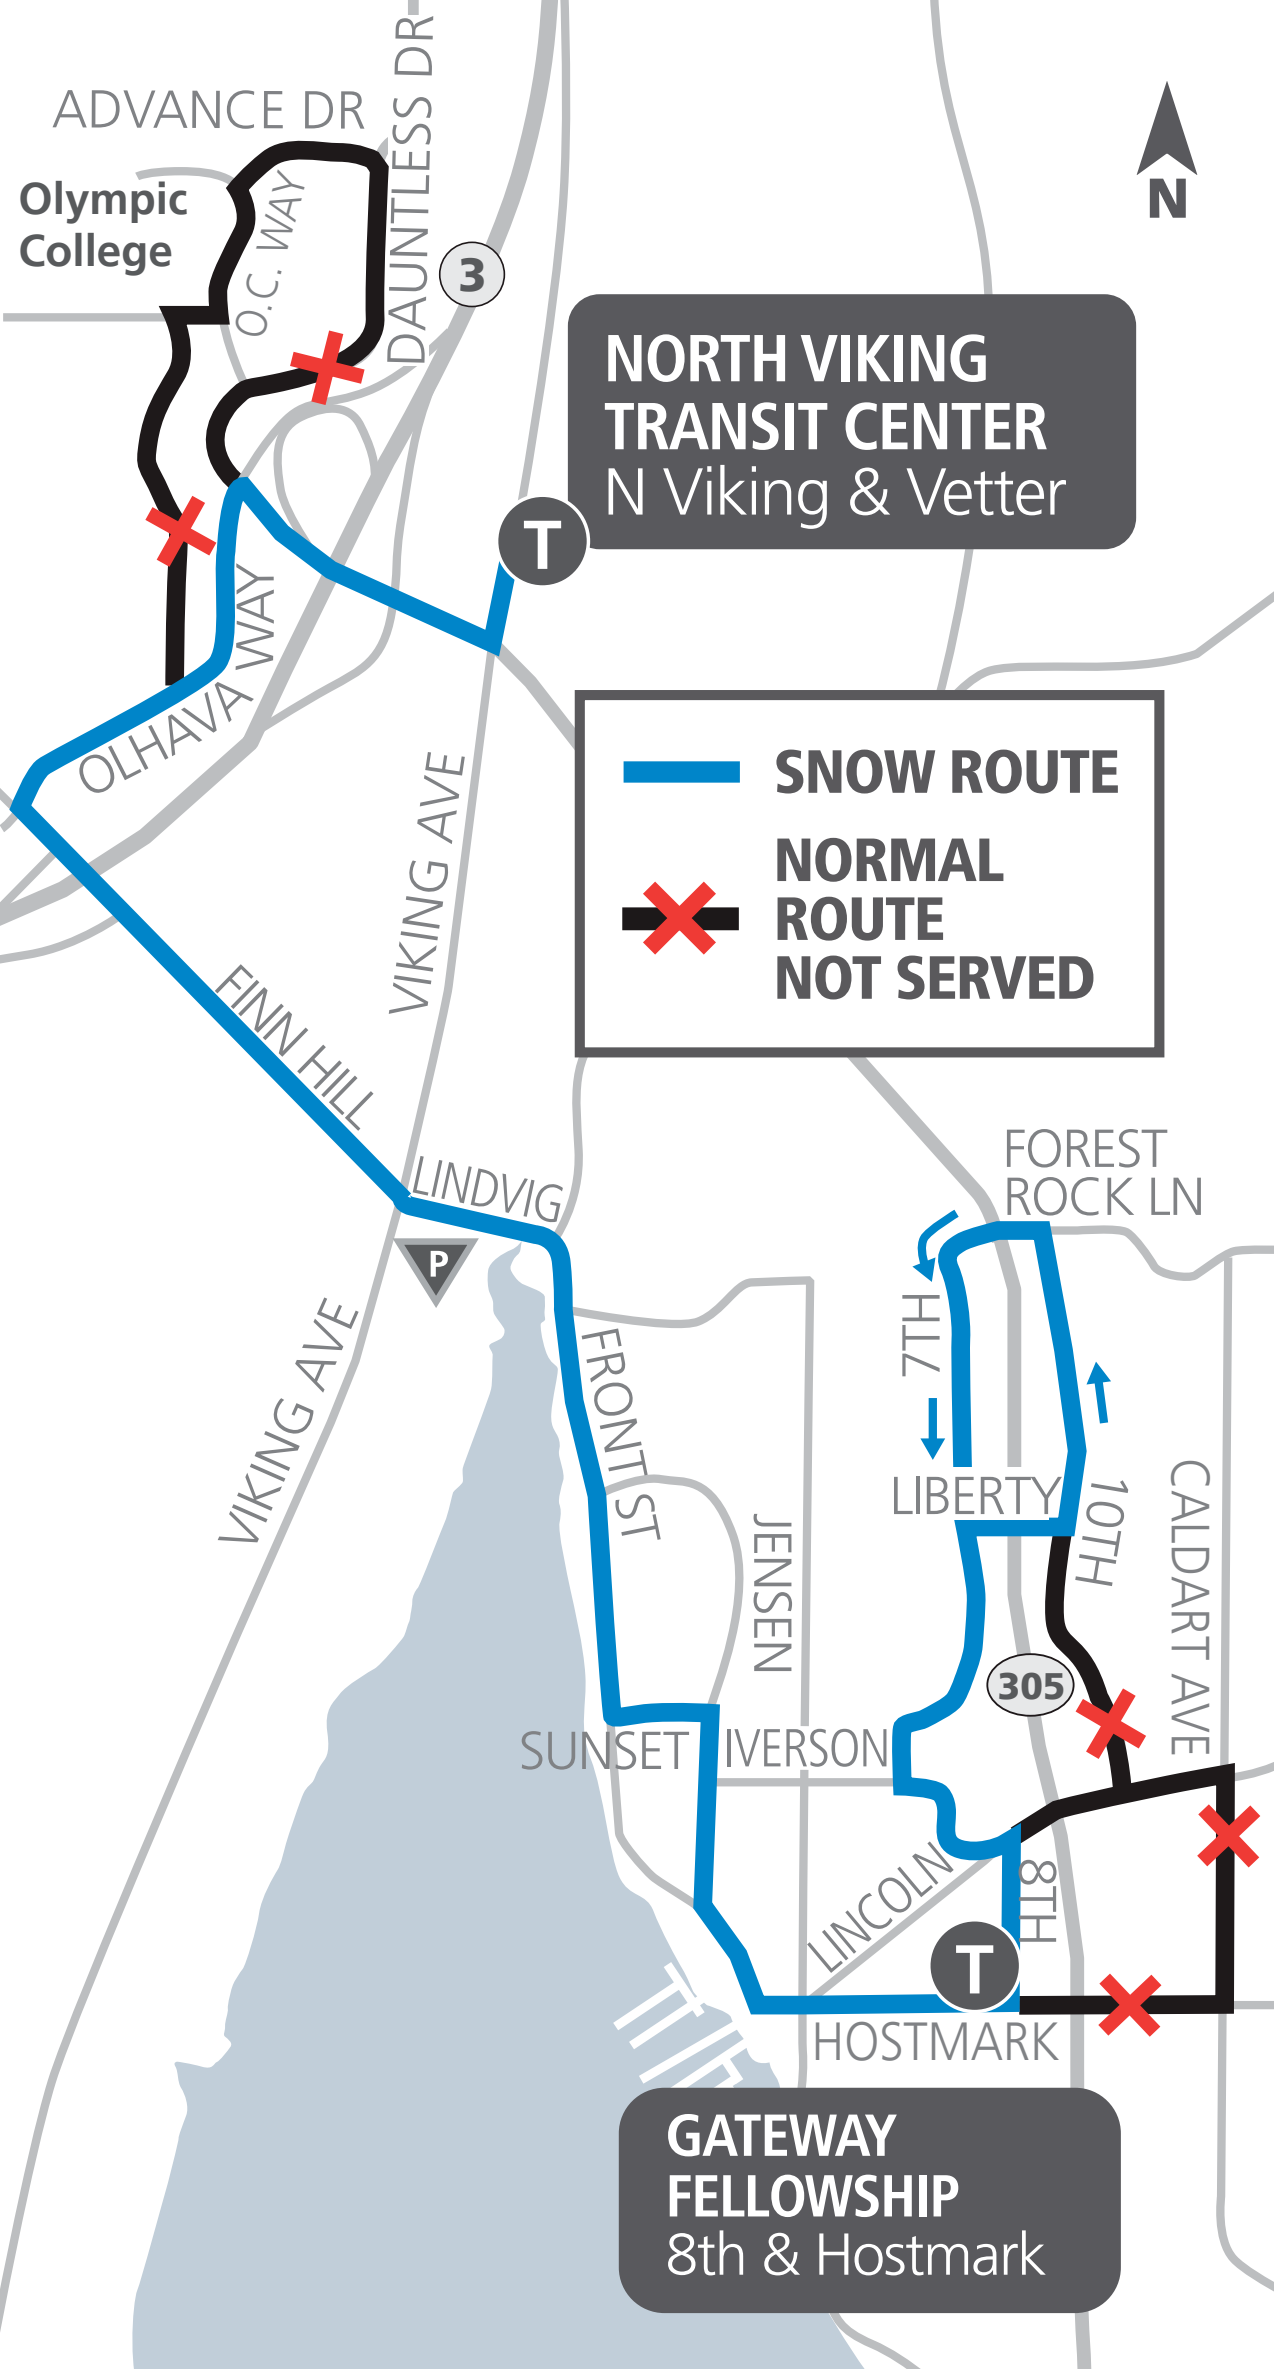 DAUNTLESS DR
ADVANCE DR
Olympic
College
O.C. WAY
3
N
NORTH VIKING
TRANSIT CENTER
N Viking & Vetter
T
OLHAVA WAY
SNOW ROUTE
NORMAL
ROUTE
NOT SERVED
VIKING AVE
FINN HILL
LINDVIG
P
FOREST
ROCK LN
7TH
VIKING AVE
FRONT ST
LIBERTY
10TH
CALDART AVE
JENSEN
305
SUNSET
IVERSON
LINCOLN
8TH
T
HOSTMARK
GATEWAY
FELLOWSHIP
8th & Hostmark